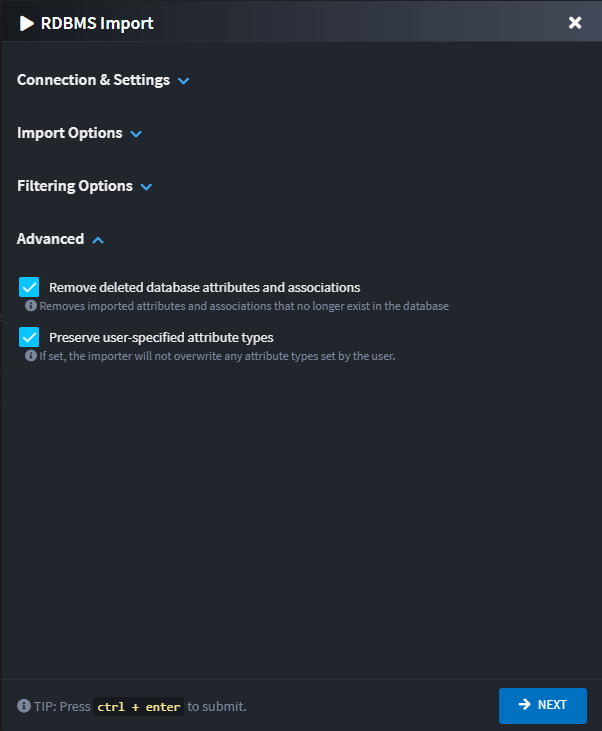 RDBMS Import
Connection & Settings
Import Options
Filtering Options
Advanced
Remove deleted database attributes and associations
Removes imported attributes and associations that no longer exist in the database
Preserve user-specified attribute types
If set, the importer will not overwrite any attribute types set by the user.
TIP: Press ctrl + enter to submit.
NEXT